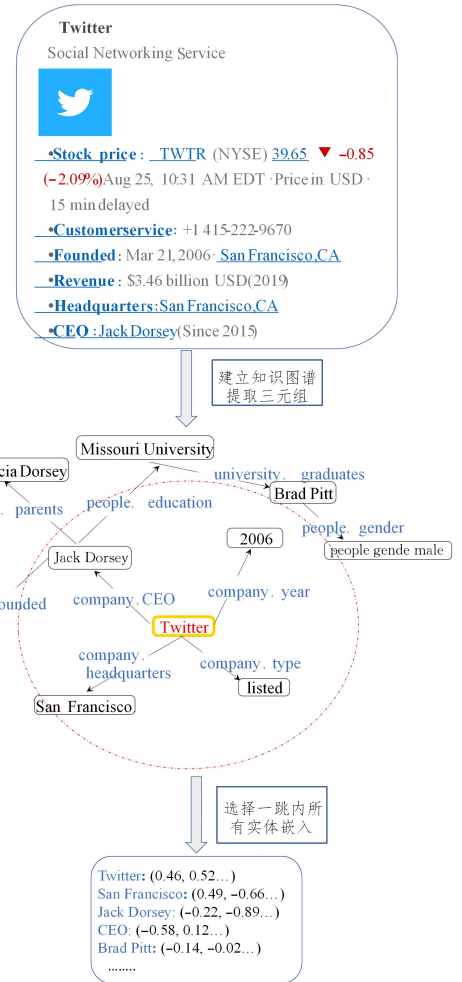 Twitter
Social Networking Service
•Stock price: TWTR (NYSE) 39.65 ▼ −0.85
(−2.09%)Aug 25, 10:31 AM EDT ·Price in USD ·
15 min delayed
•Customerservice: +1 415-222-9670
•Founded: Mar 21,2006· San Francisco,CA
•Revenue: $3.46 billion USD(2019)
•Headquarters:San Francisco,CA
•CEO:Jack Dorsey(Since 2015)
建立知识图谱
提取三元组
Missouri University
cia Dorsey
university. graduates
Brad Pitt
. parents
people. education
people. gender
2006
people gende male
Jack Dorsey
company.CEO
company. year
ounded
Twitter
company.
headquarters
company. type
listed
San Francisco
选择一跳内所
有实体嵌入
Twitter: (0.46, 0.52…)
San Francisco: (0.49, −0.66…)
Jack Dorsey: (−0.22, −0.89…)
CEO: (−0.58, 0.12…)
Brad Pitt: (−0.14, −0.02…)
........